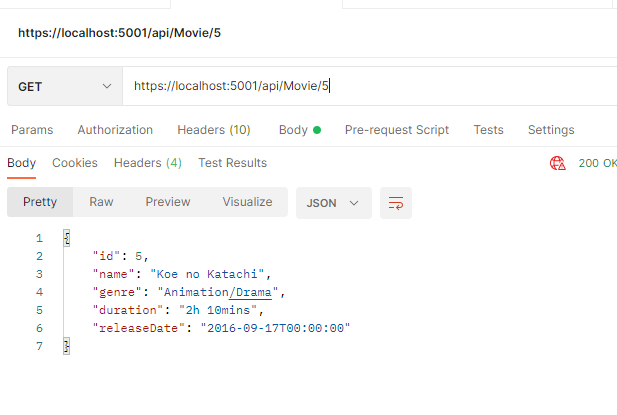 https://localhost:5001/api/Movie/5
GET https://localhost:5001/api/Movie/5
Params Authorization Headers (10) Body Pre-request Script Tests Settings
Body Cookies Headers (4) Test Results 200 OK
Pretty Raw Preview Visualize JSON
1 {
2 "id": 5,
3 "name": "Koe no Katachi",
4 "genre": "Animation/Drama",
5 "duration": "2h 10mins",
6 "releaseDate": "2016-09-17T00:00:00"
7 }